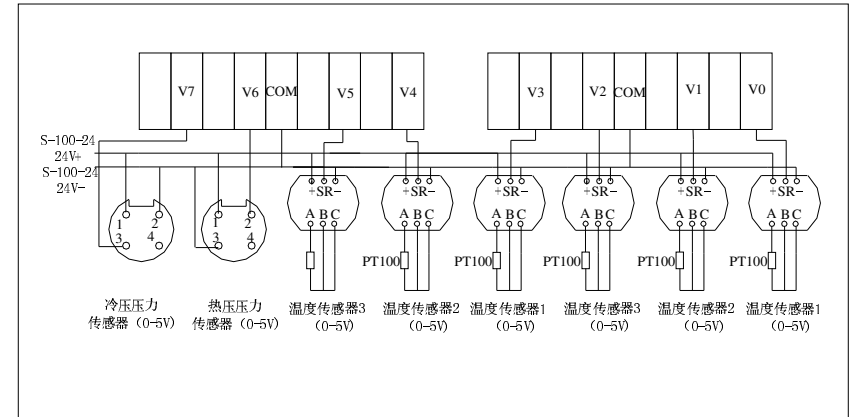 V7 V6 COM V5 V4 V3 V2 COM V1 V0
S-100-24
24V+
S-100-24
24V-
+SR- +SR- +SR- +SR- +SR- +SR-
1 2 1 2 A B C A B C A B C A B C A B C A B C
3 4 3 4
PT100 PT100 PT100 PT100 PT100
冷压压力
传感器（0-5V）
热压压力
传感器（0-5V）
温度传感器3
（0-5V）
温度传感器2
（0-5V）
温度传感器1
（0-5V）
温度传感器3
（0-5V）
温度传感器2
（0-5V）
温度传感器1
（0-5V）